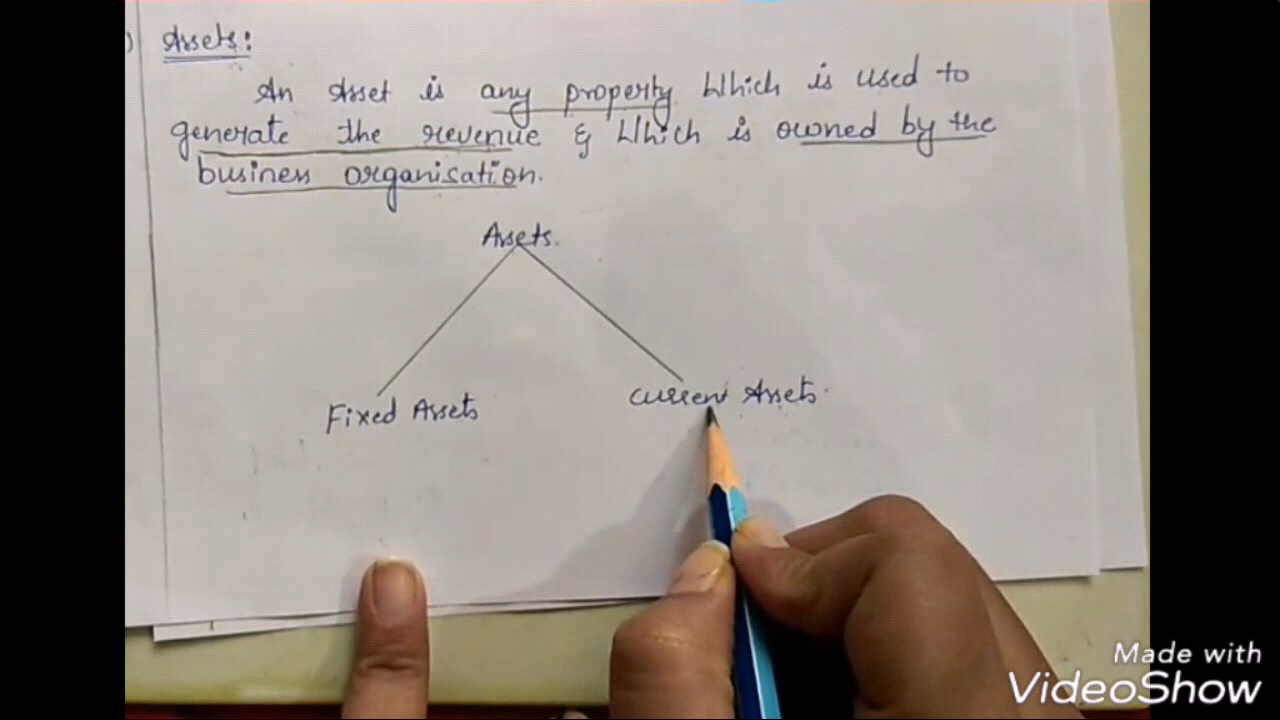 Assets:
An Asset is any property which is used to
generate the revenue & which is owned by the
business organisation.
Assets.
Fixed Assets
Current Assets.
Made with
VideoShow